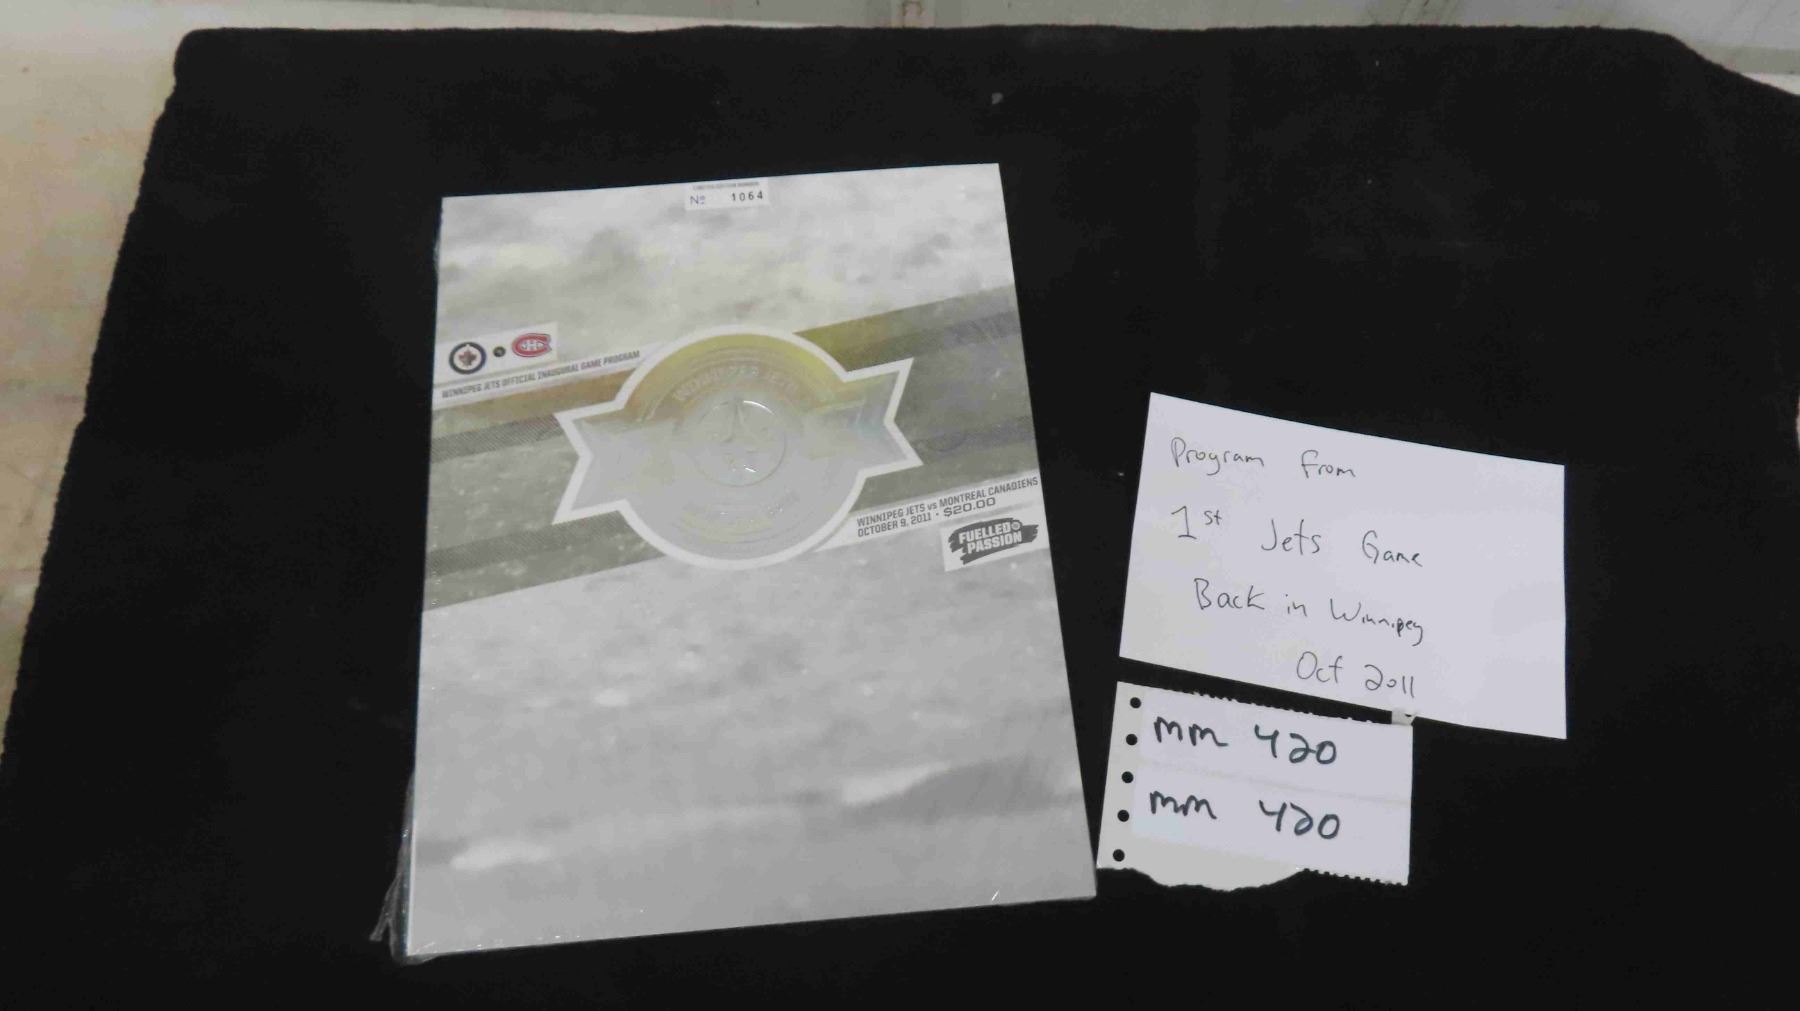 LIMITED EDITION NUMBER
Nº 1064
WINNIPEG JETS OFFICIAL INAUGURAL GAME PROGRAM
WINNIPEG JETS
WINNIPEG JETS vs MONTREAL CANADIENS
OCTOBER 9, 2011 • $20.00
FUELLED BY
PASSION
Program from
1st Jets Game
Back in Winnipeg
Oct 2011
mm 420
mm 420